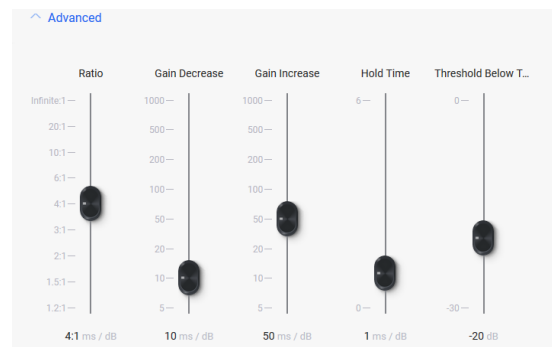 Advanced
Ratio Gain Decrease Gain Increase Hold Time Threshold Below T...
Infinite:1 1000 1000 6 0
20:1 500 500
10:1 200 200
6:1 100 100
4:1 50 50
3:1 20 20
2:1 10 10
1.5:1 5 5 0 -30
1.2:1
4:1 ms / dB 10 ms / dB 50 ms / dB 1 ms / dB -20 dB